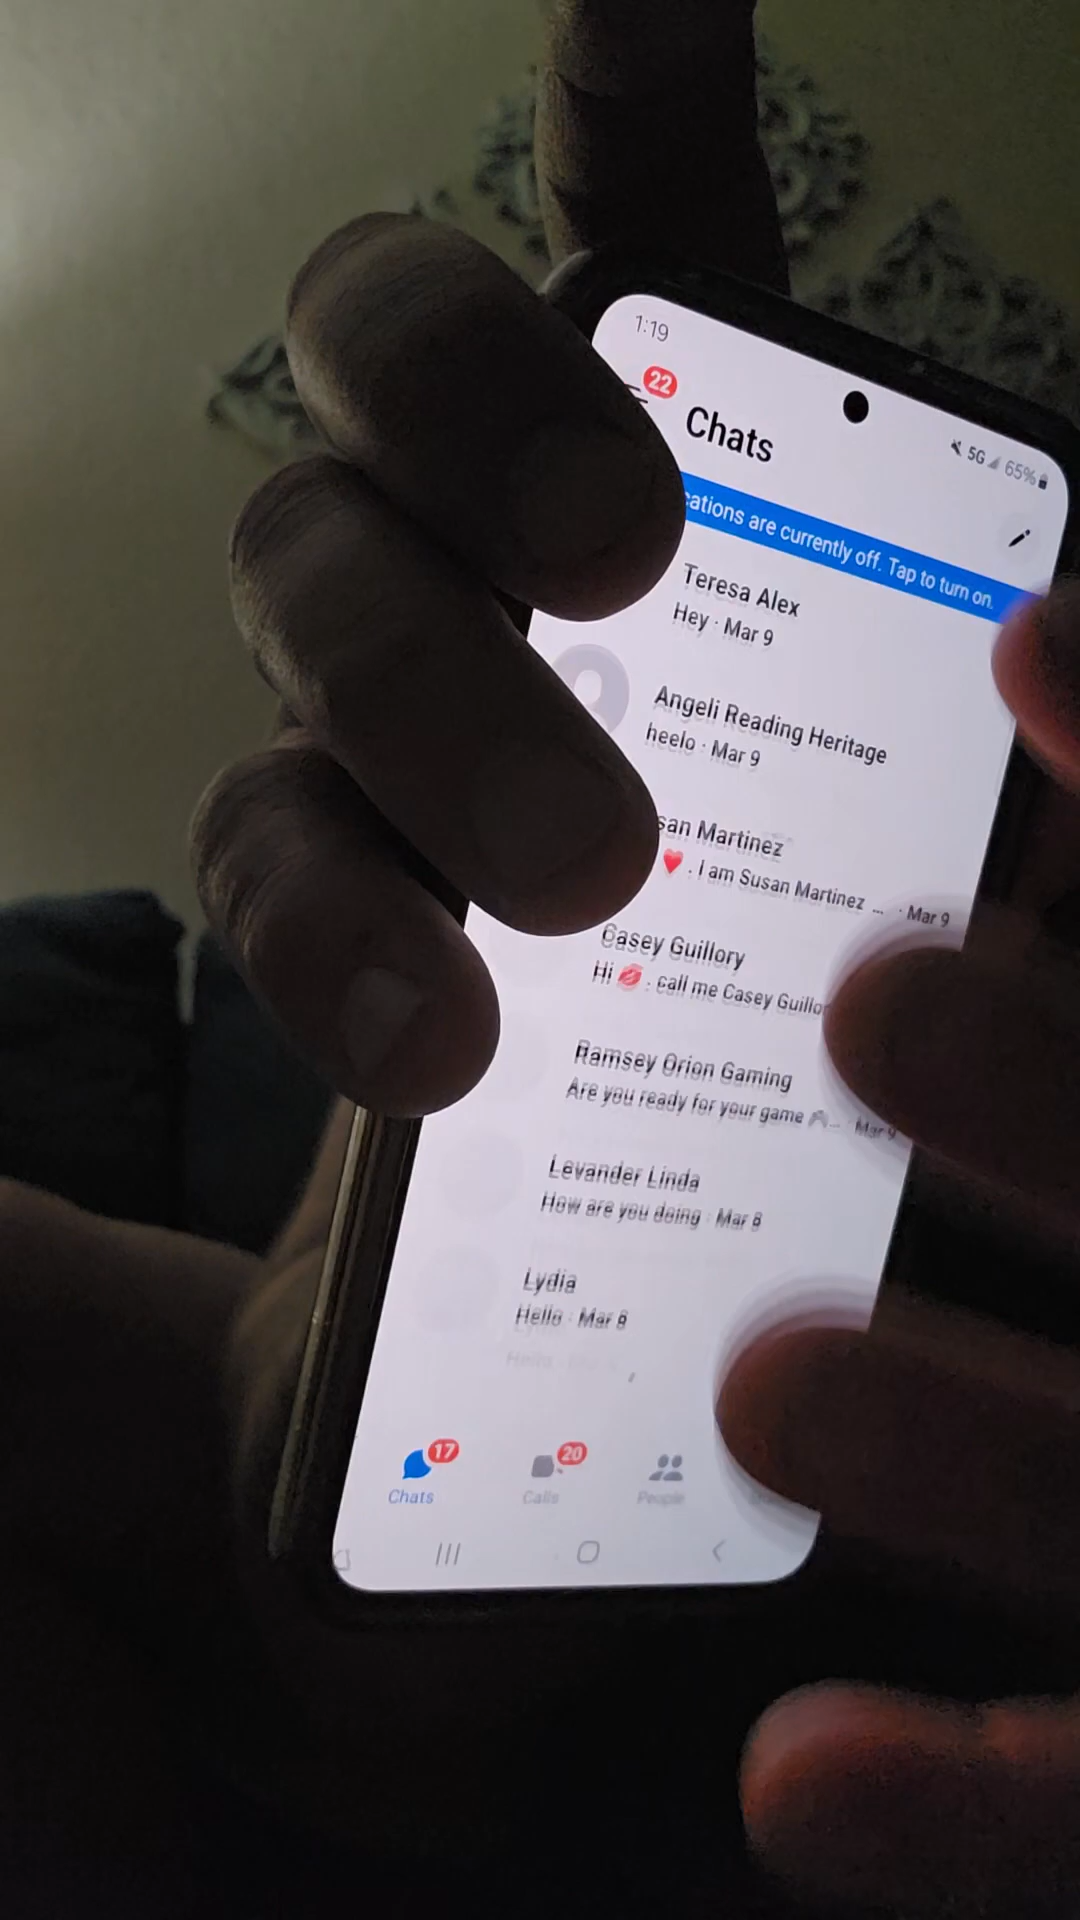 1:19
5G 65%
22
Chats
cations are currently off. Tap to turn on.
Teresa Alex
Hey · Mar 9
Angeli Reading Heritage
heelo · Mar 9
san Martinez
❤️ . I am Susan Martinez ... · Mar 9
Casey Guillory
Hi 💋 . call me Casey Guillo
Ramsey Orion Gaming
Are you ready for your game 🎮... Mar 9
Levander Linda
How are you doing · Mar 8
Lydia
Hello · Mar 8
Hello
17
20
Chats
Calls
People